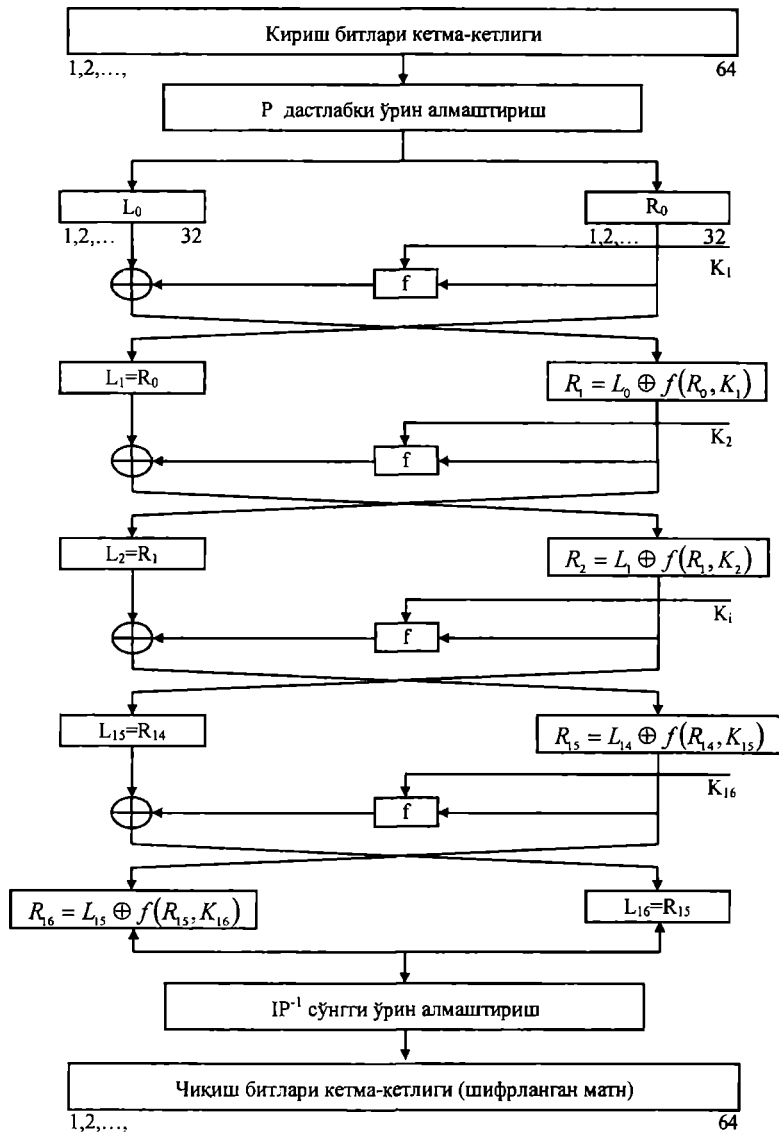 Кириш битлари кетма-кетлиги
1,2,…, 64
P дастлабки ўрин алмаштириш
L₀ R₀
1,2,… 32 1,2,… 32
K₁
f
L₁=R₀ R₁ = L₀ ⊕ f(R₀, K₁)
K₂
f
L₂=R₁ R₂ = L₁ ⊕ f(R₁, K₂)
Kᵢ
f
L₁₅=R₁₄ R₁₅ = L₁₄ ⊕ f(R₁₄, K₁₅)
K₁₆
f
R₁₆ = L₁₅ ⊕ f(R₁₅, K₁₆) L₁₆=R₁₅
IP⁻¹ сўнгги ўрин алмаштириш
Чиқиш битлари кетма-кетлиги (шифрланган матн)
1,2,…, 64